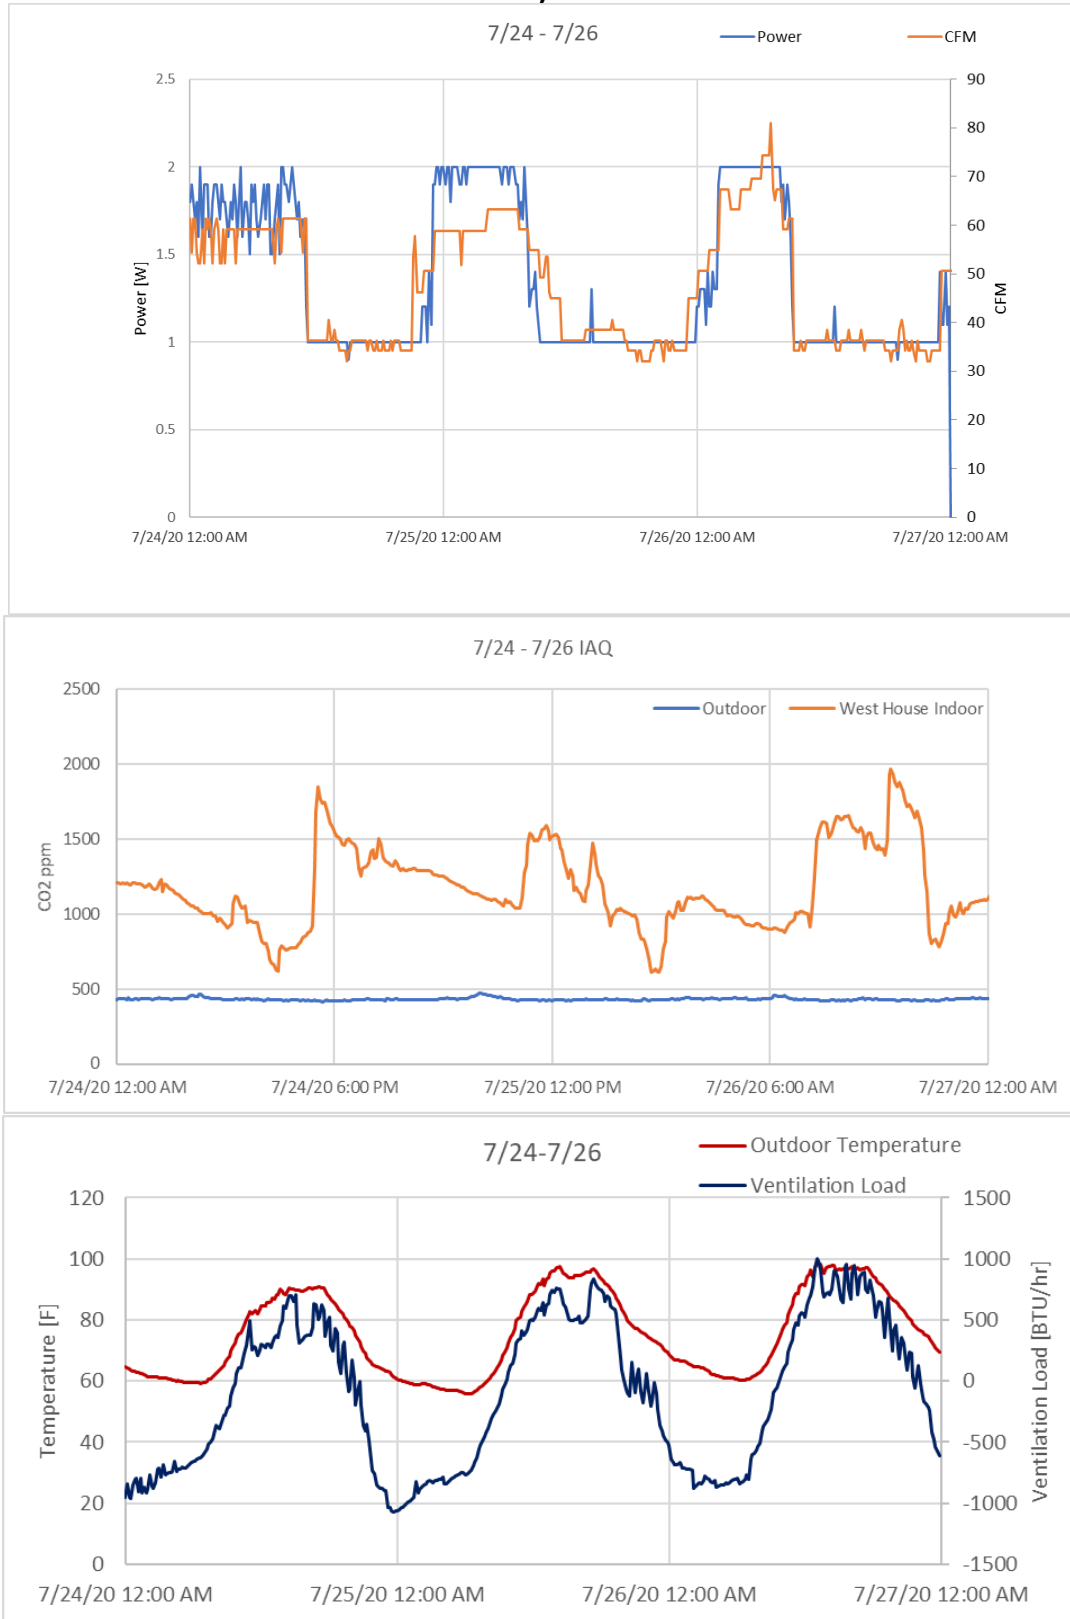 7/24 - 7/26
Power
CFM
2.5
90
80
2
70
60
1.5
50
Power [W]
CFM
40
1
30
0.5
20
10
0
0
7/24/20 12:00 AM
7/25/20 12:00 AM
7/26/20 12:00 AM
7/27/20 12:00 AM
7/24 - 7/26 IAQ
2500
Outdoor
West House Indoor
2000
1500
CO2 ppm
1000
500
0
7/24/20 12:00 AM
7/24/20 6:00 PM
7/25/20 12:00 PM
7/26/20 6:00 AM
7/27/20 12:00 AM
7/24-7/26
Outdoor Temperature
Ventilation Load
120
1500
100
1000
80
500
Temperature [F]
Ventilation Load [BTU/hr]
60
0
40
-500
20
-1000
0
-1500
7/24/20 12:00 AM
7/25/20 12:00 AM
7/26/20 12:00 AM
7/27/20 12:00 AM